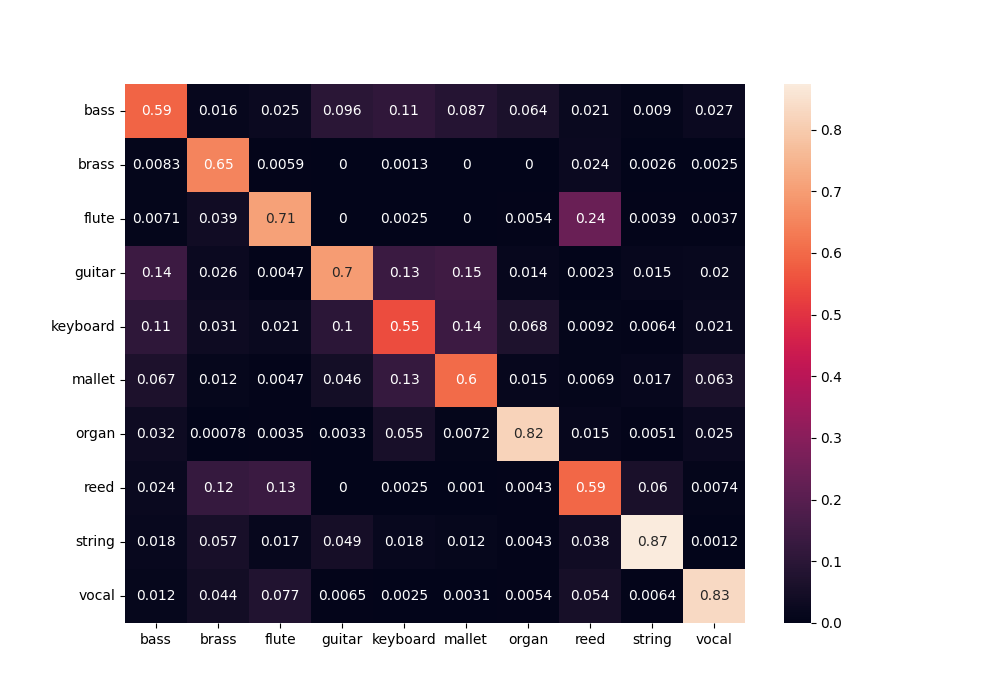 bass 0.59 0.016 0.025 0.096 0.11 0.087 0.064 0.021 0.009 0.027
brass 0.0083 0.65 0.0059 0 0.0013 0 0 0.024 0.0026 0.0025
flute 0.0071 0.039 0.71 0 0.0025 0 0.0054 0.24 0.0039 0.0037
guitar 0.14 0.026 0.0047 0.7 0.13 0.15 0.014 0.0023 0.015 0.02
keyboard 0.11 0.031 0.021 0.1 0.55 0.14 0.068 0.0092 0.0064 0.021
mallet 0.067 0.012 0.0047 0.046 0.13 0.6 0.015 0.0069 0.017 0.063
organ 0.032 0.00078 0.0035 0.0033 0.055 0.0072 0.82 0.015 0.0051 0.025
reed 0.024 0.12 0.13 0 0.0025 0.001 0.0043 0.59 0.06 0.0074
string 0.018 0.057 0.017 0.049 0.018 0.012 0.0043 0.038 0.87 0.0012
vocal 0.012 0.044 0.077 0.0065 0.0025 0.0031 0.0054 0.054 0.0064 0.83
bass brass flute guitar keyboard mallet organ reed string vocal
0.8
0.7
0.6
0.5
0.4
0.3
0.2
0.1
0.0